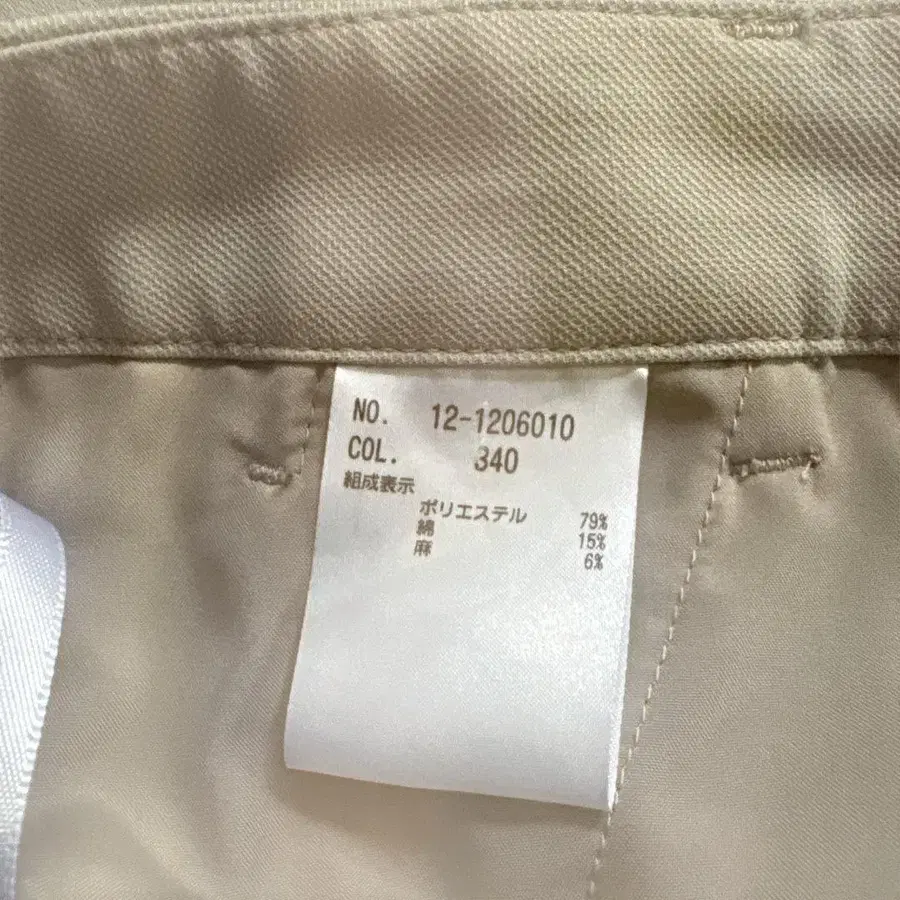 NO. 12-1206010
COL. 340
組成表示
ポリエステル 79%
綿 15%
麻 6%